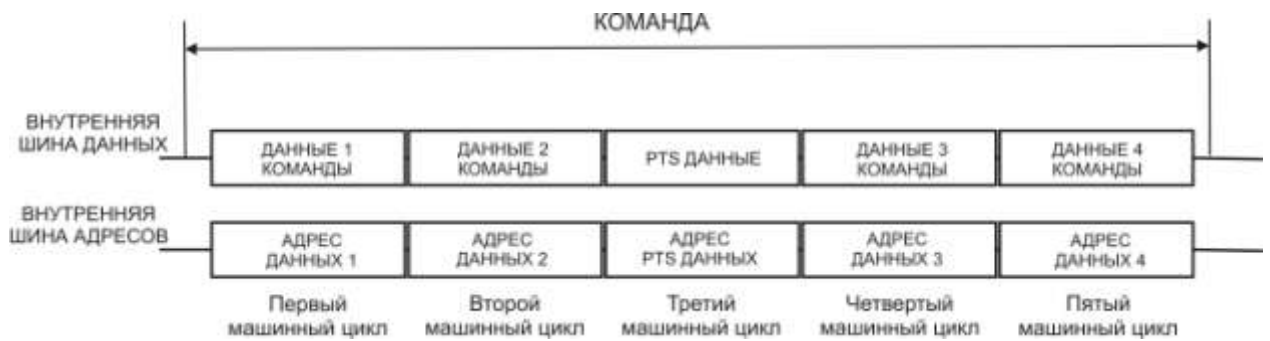 КОМАНДА
ВНУТРЕННЯЯ
ШИНА ДАННЫХ
ДАННЫЕ 1
КОМАНДЫ
ДАННЫЕ 2
КОМАНДЫ
PTS ДАННЫЕ
ДАННЫЕ 3
КОМАНДЫ
ДАННЫЕ 4
КОМАНДЫ
ВНУТРЕННЯЯ
ШИНА АДРЕСОВ
АДРЕС
ДАННЫХ 1
АДРЕС
ДАННЫХ 2
АДРЕС
PTS ДАННЫХ
АДРЕС
ДАННЫХ 3
АДРЕС
ДАННЫХ 4
Первый
машинный цикл
Второй
машинный цикл
Третий
машинный цикл
Четвертый
машинный цикл
Пятый
машинный цикл